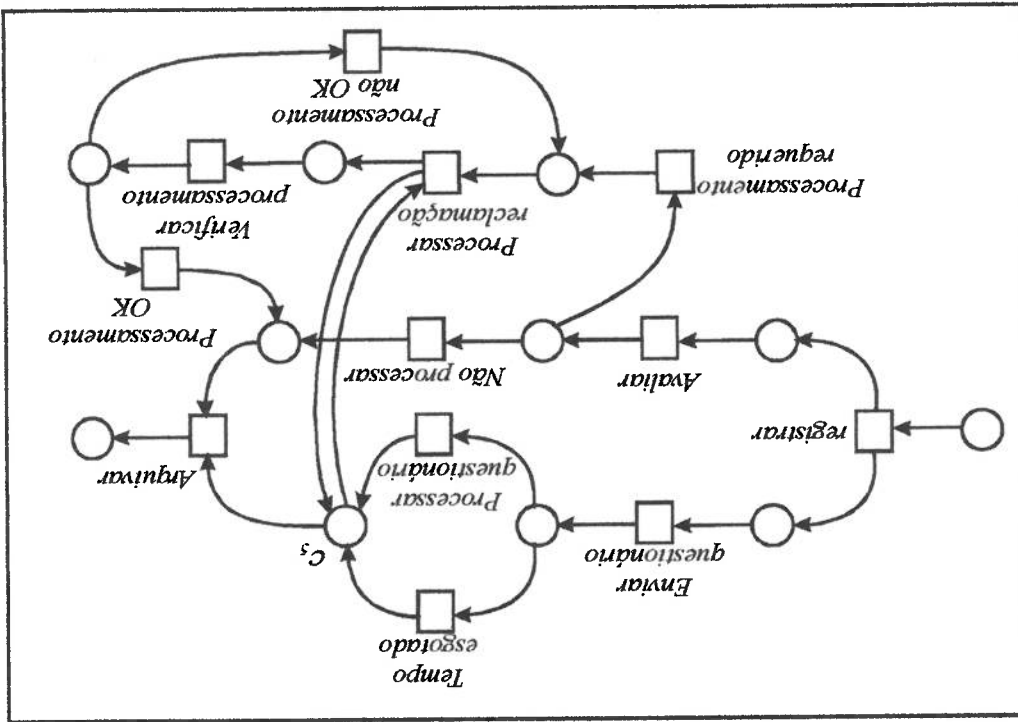 Tempo
esgotado
Enviar
questionário
C₅
Processar
questionário
registrar
Arquivar
Avaliar
Não processar
Processamento
OK
Processar
reclamação
Verificar
processamento
Processamento
requerido
Processamento
não OK